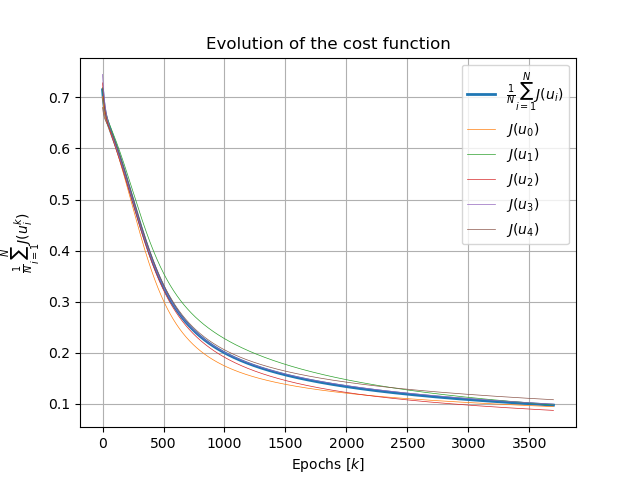 Evolution of the cost function
0.7
0.6
0.5
0.4
0.3
0.2
0.1
0 500 1000 1500 2000 2500 3000 3500
Epochs [k]
$\frac{1}{N}\sum_{i=1}^{N} J(u_i^k)$
$\frac{1}{N}\sum_{i=1}^{N} J(u_i)$
$J(u_0)$
$J(u_1)$
$J(u_2)$
$J(u_3)$
$J(u_4)$